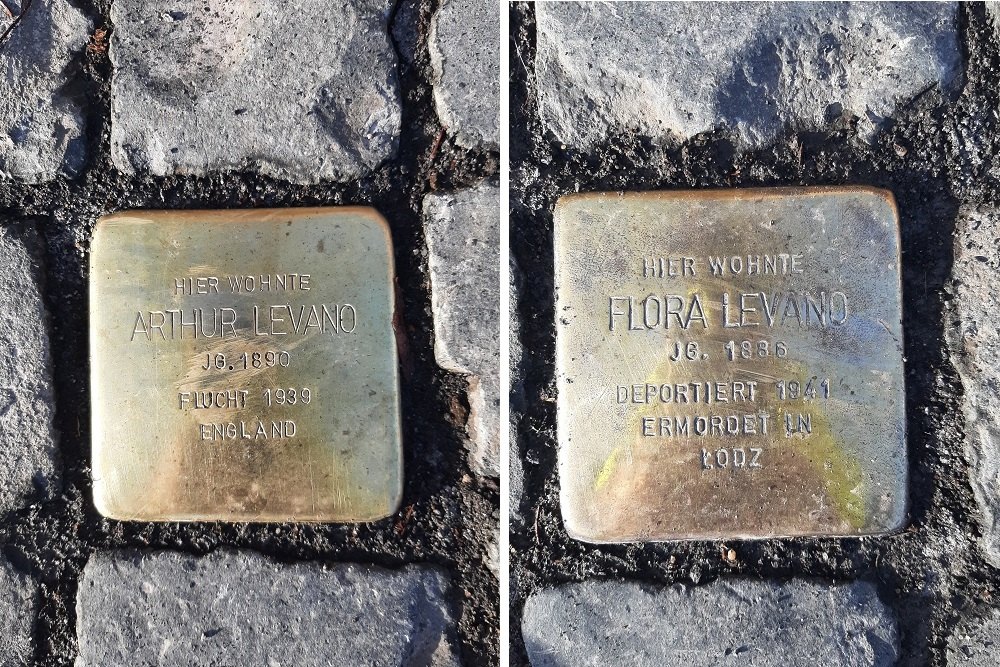 HIER WOHNTE
ARTHUR LEVANO
JG. 1890
FLUCHT 1939
ENGLAND
HIER WOHNTE
FLORA LEVANO
JG. 1886
DEPORTIERT 1941
ERMORDET IN
ŁODZ